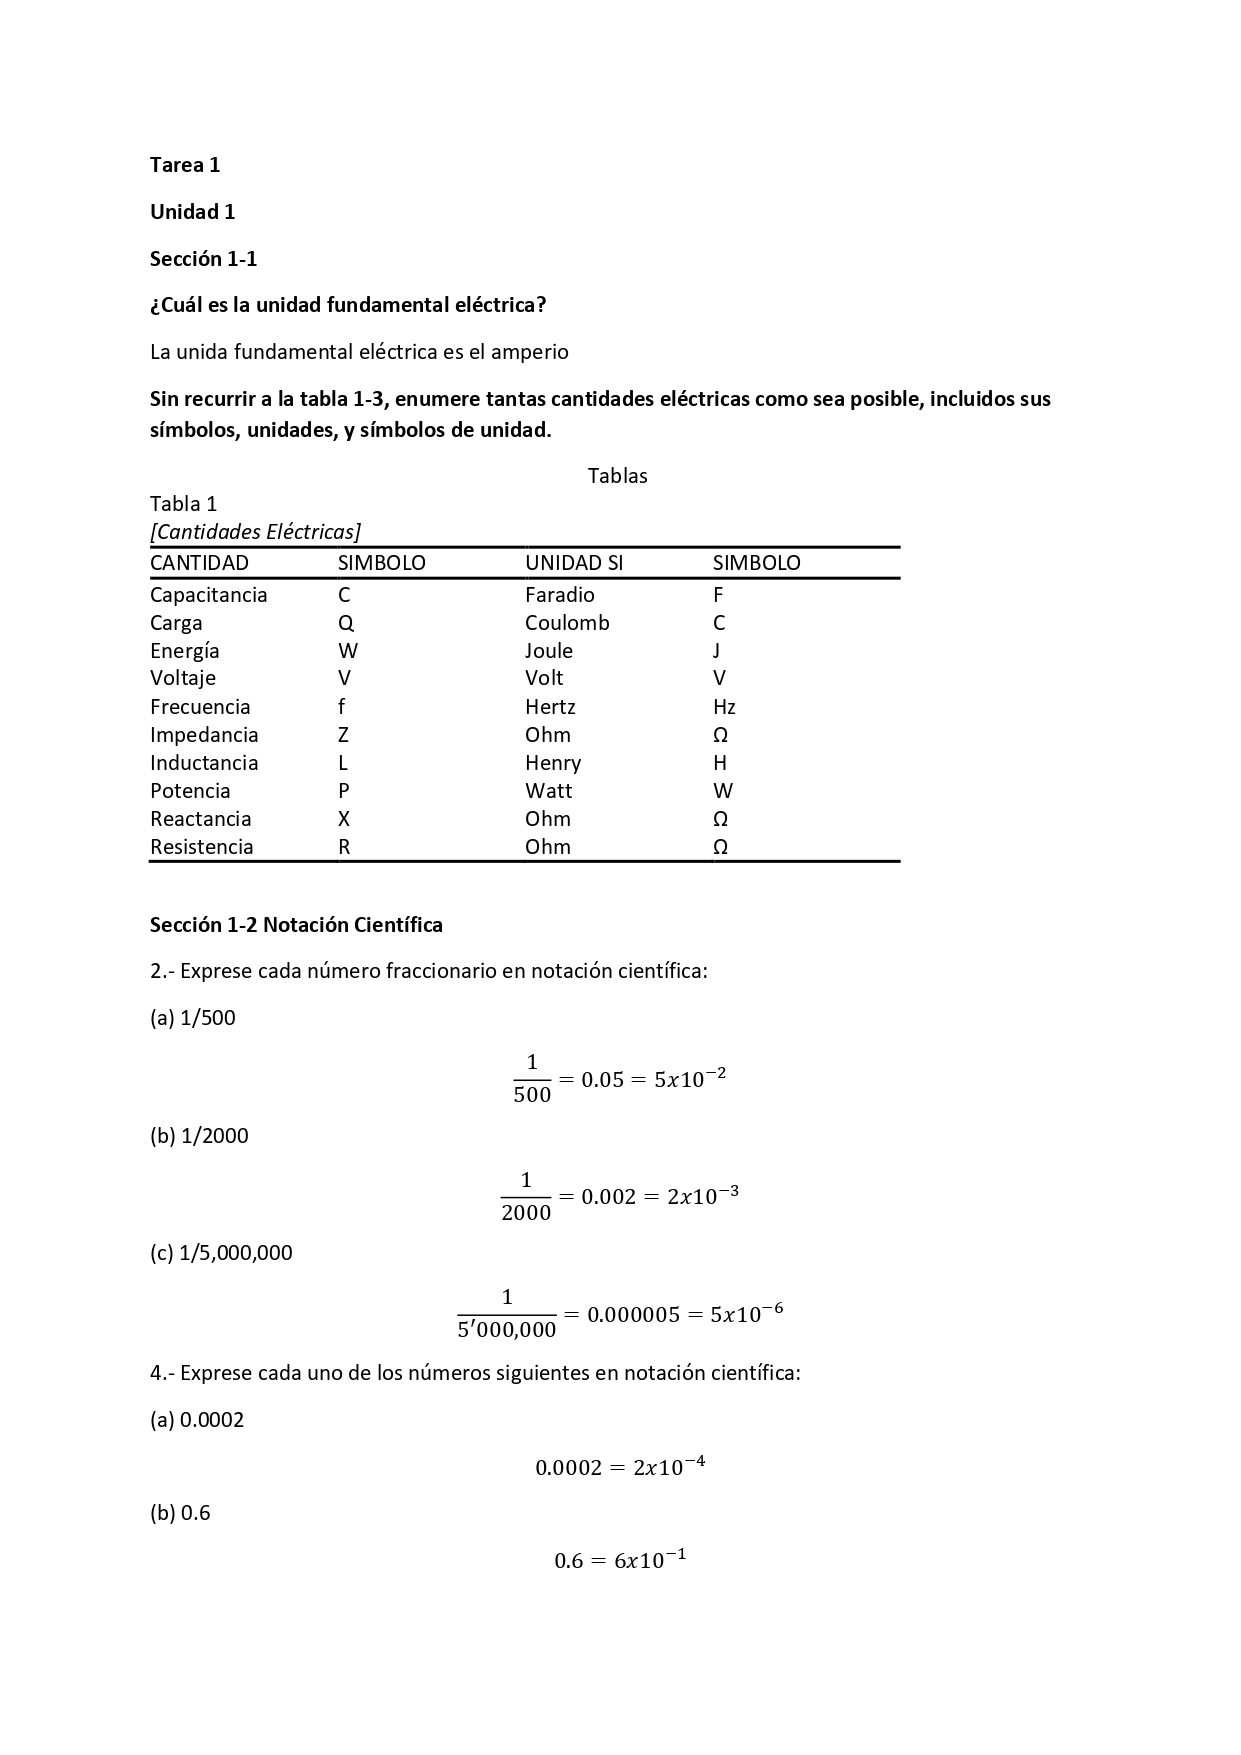 Tarea 1
Unidad 1
Sección 1-1
¿Cuál es la unidad fundamental eléctrica?
La unida fundamental eléctrica es el amperio
Sin recurrir a la tabla 1-3, enumere tantas cantidades eléctricas como sea posible, incluidos sus
símbolos, unidades, y símbolos de unidad.
Tablas
Tabla 1
[Cantidades Eléctricas]
CANTIDAD SIMBOLO UNIDAD SI SIMBOLO
Capacitancia C Faradio F
Carga Q Coulomb C
Energía W Joule J
Voltaje V Volt V
Frecuencia f Hertz Hz
Impedancia Z Ohm Ω
Inductancia L Henry H
Potencia P Watt W
Reactancia X Ohm Ω
Resistencia R Ohm Ω
Sección 1-2 Notación Científica
2.- Exprese cada número fraccionario en notación científica:
(a) 1/500
1/500 = 0.05 = 5x10⁻²
(b) 1/2000
1/2000 = 0.002 = 2x10⁻³
(c) 1/5,000,000
1/5′000,000 = 0.000005 = 5x10⁻⁶
4.- Exprese cada uno de los números siguientes en notación científica:
(a) 0.0002
0.0002 = 2x10⁻⁴
(b) 0.6
0.6 = 6x10⁻¹